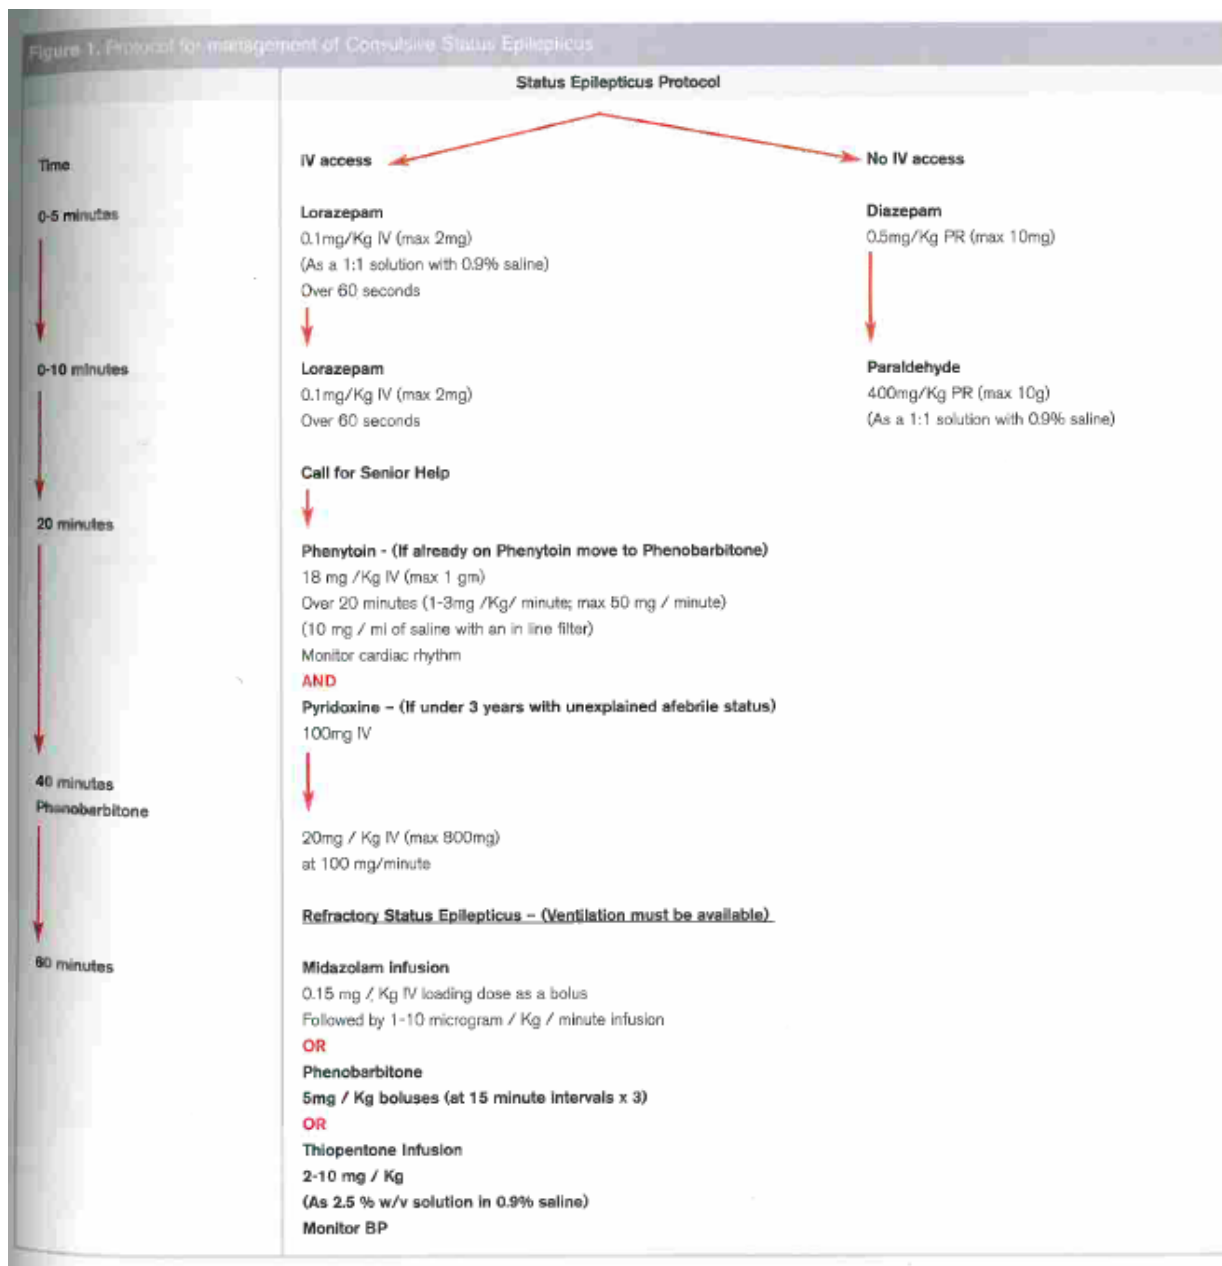 Figure 1. Protocol for management of Convulsive Status Epilepticus
Status Epilepticus Protocol
Time
IV access
No IV access
0-5 minutes
Lorazepam
0.1mg/Kg IV (max 2mg)
(As a 1:1 solution with 0.9% saline)
Over 60 seconds
Diazepam
0.5mg/Kg PR (max 10mg)
0-10 minutes
Lorazepam
0.1mg/Kg IV (max 2mg)
Over 60 seconds
Paraldehyde
400mg/Kg PR (max 10g)
(As a 1:1 solution with 0.9% saline)
Call for Senior Help
20 minutes
Phenytoin - (If already on Phenytoin move to Phenobarbitone)
18 mg /Kg IV (max 1 gm)
Over 20 minutes (1-3mg /Kg/ minute; max 50 mg / minute)
(10 mg / ml of saline with an in line filter)
Monitor cardiac rhythm
AND
Pyridoxine – (If under 3 years with unexplained afebrile status)
100mg IV
40 minutes
Phenobarbitone
20mg / Kg IV (max 800mg)
at 100 mg/minute
Refractory Status Epilepticus – (Ventilation must be available)
60 minutes
Midazolam infusion
0.15 mg / Kg IV loading dose as a bolus
Followed by 1-10 microgram / Kg / minute infusion
OR
Phenobarbitone
5mg / Kg boluses (at 15 minute intervals x 3)
OR
Thiopentone Infusion
2-10 mg / Kg
(As 2.5 % w/v solution in 0.9% saline)
Monitor BP